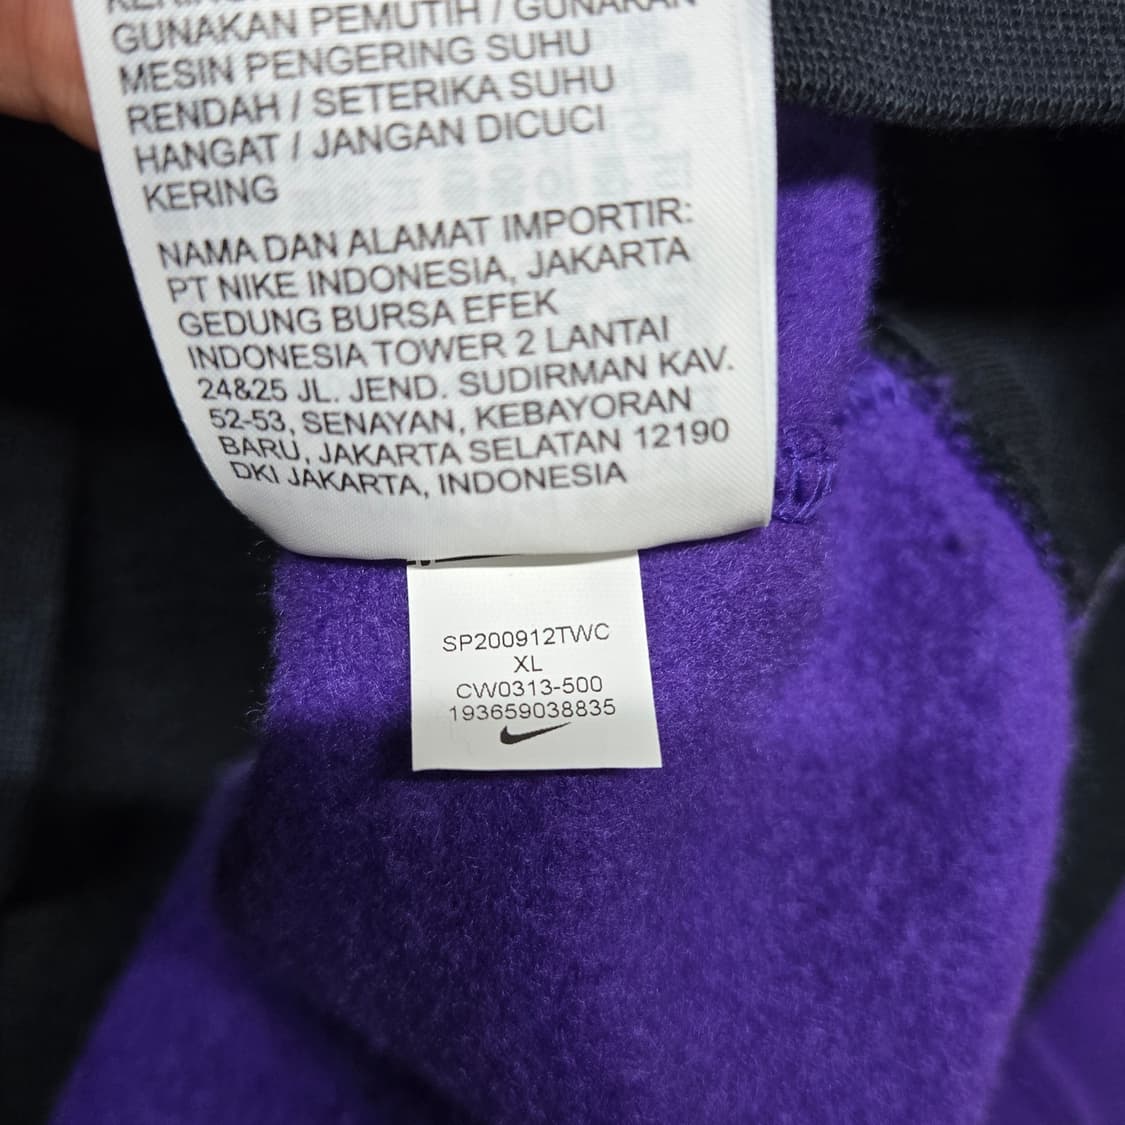 GUNAKAN PEMUTIH / GUNAKAN
MESIN PENGERING SUHU
RENDAH / SETERIKA SUHU
HANGAT / JANGAN DICUCI
KERING
NAMA DAN ALAMAT IMPORTIR:
PT NIKE INDONESIA, JAKARTA
GEDUNG BURSA EFEK
INDONESIA TOWER 2 LANTAI
24&25 JL. JEND. SUDIRMAN KAV.
52-53, SENAYAN, KEBAYORAN
BARU, JAKARTA SELATAN 12190
DKI JAKARTA, INDONESIA
SP200912TWC
XL
CW0313-500
193659038835